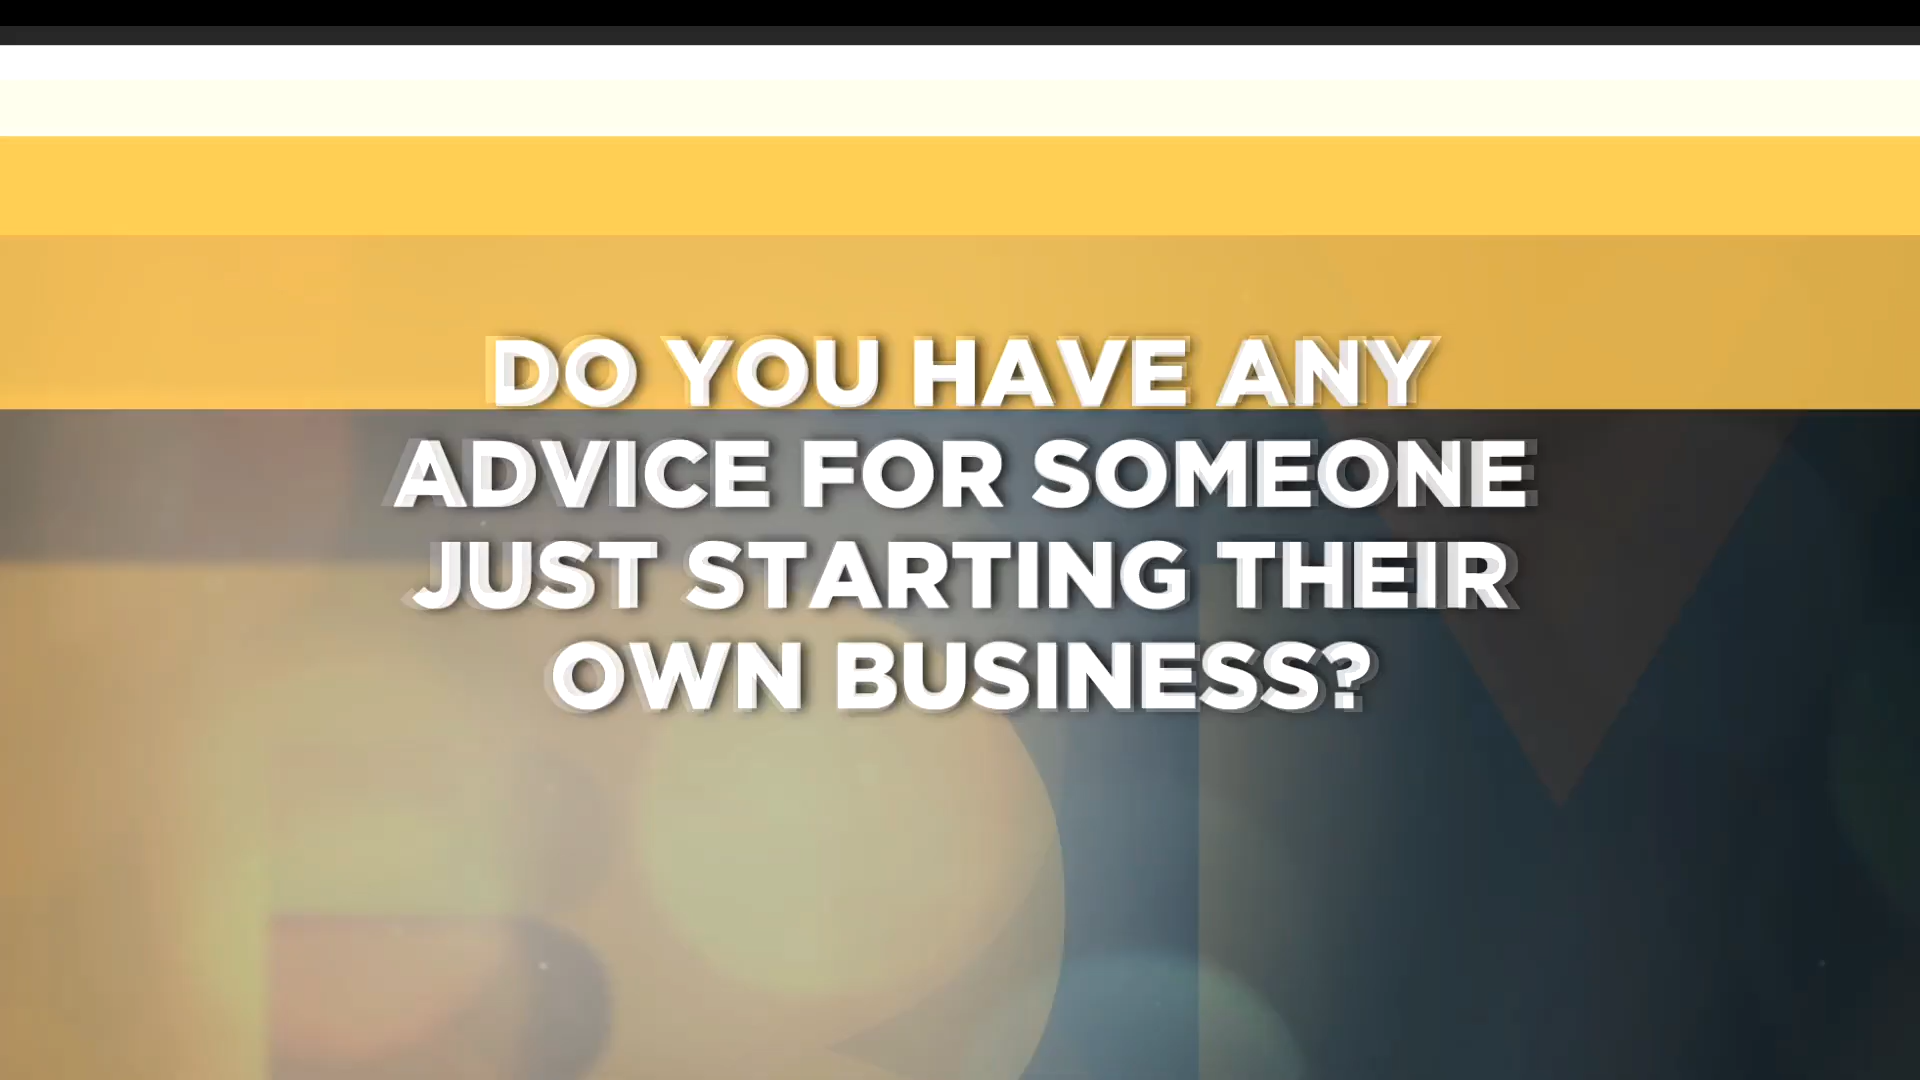 DO YOU HAVE ANY
ADVICE FOR SOMEONE
JUST STARTING THEIR
OWN BUSINESS?